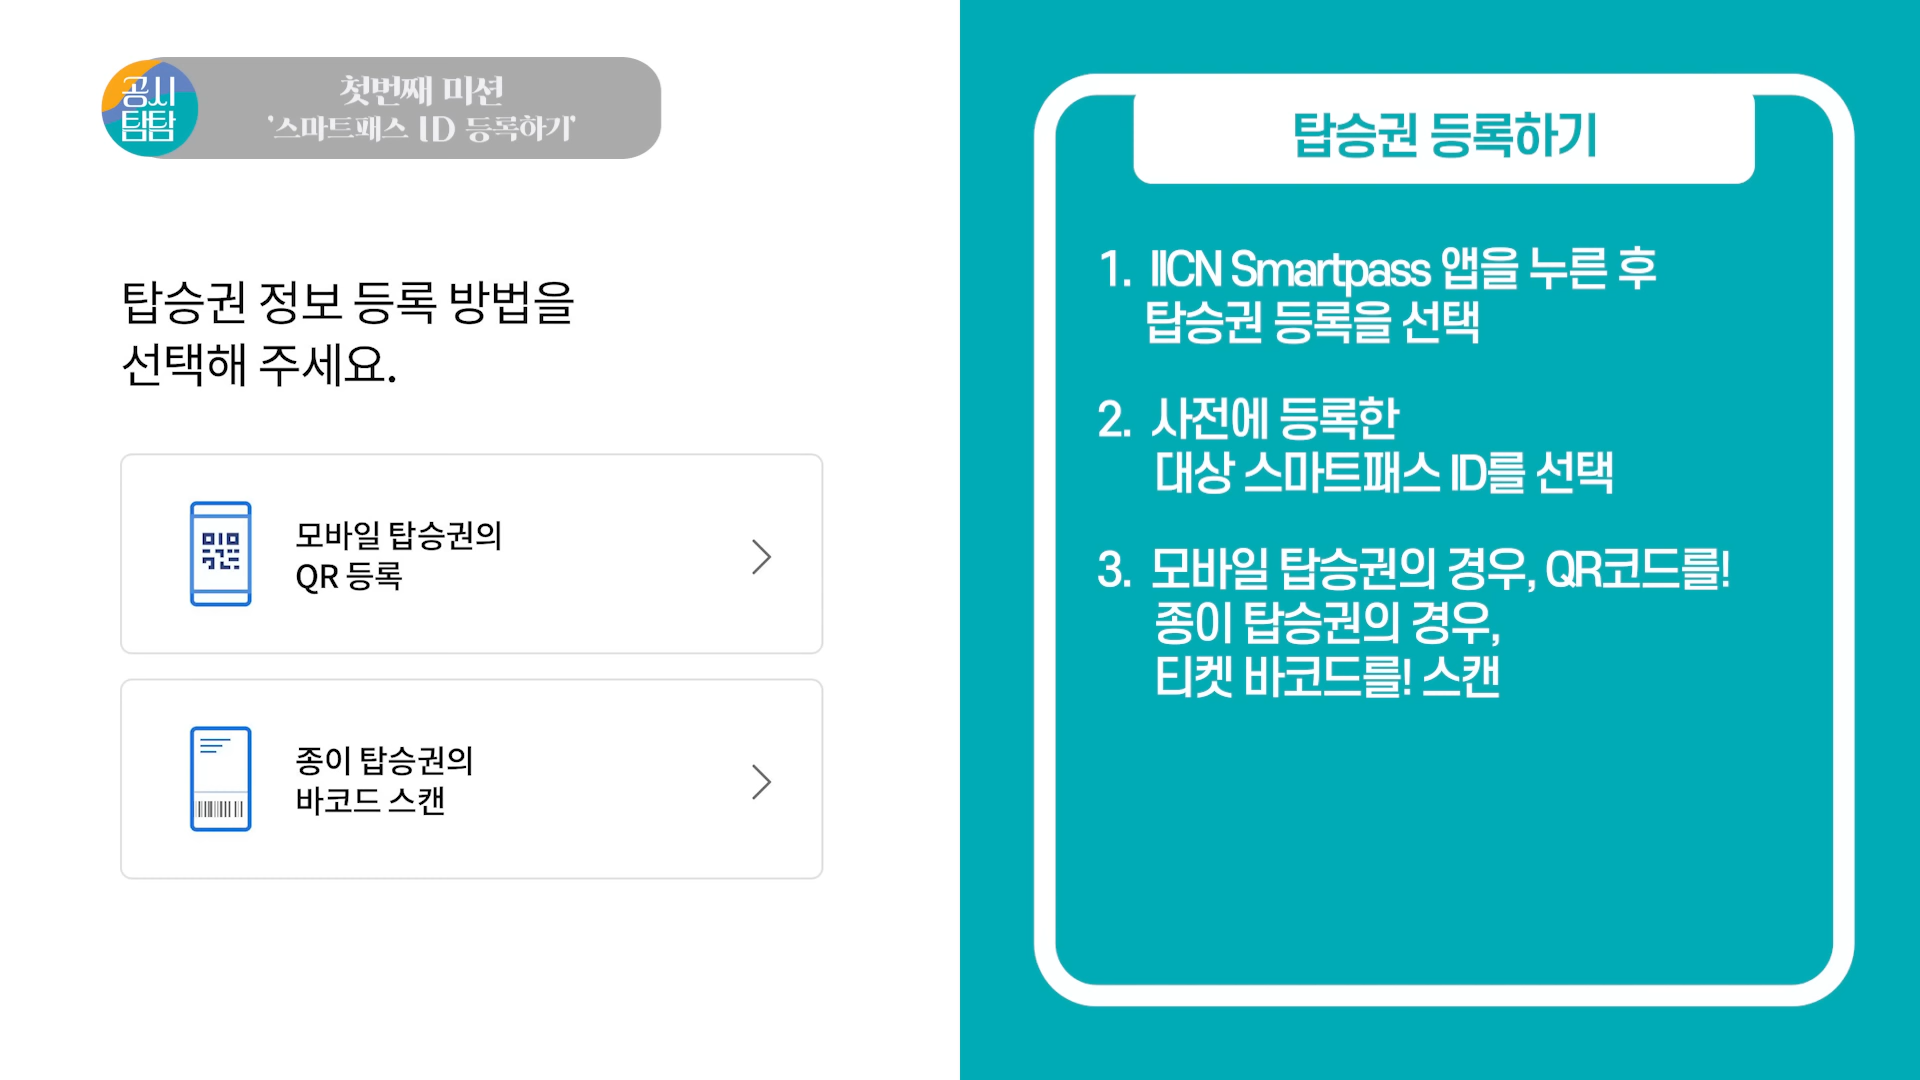 공시
탐탐
첫번째 미션
'스마트패스 ID 등록하기'
탑승권 정보 등록 방법을
선택해 주세요.
모바일 탑승권의
QR 등록
종이 탑승권의
바코드 스캔
탑승권 등록하기
1. IICN Smartpass 앱을 누른 후
탑승권 등록을 선택
2. 사전에 등록한
대상 스마트패스 ID를 선택
3. 모바일 탑승권의 경우, QR코드를!
종이 탑승권의 경우,
티켓 바코드를! 스캔